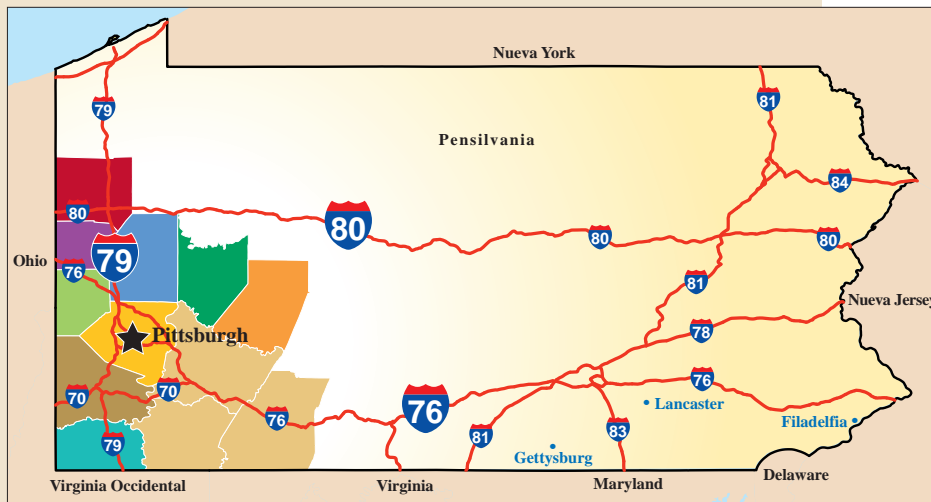 Nueva York
81
79
Pensilvania
84
80
80
80
80
79
Ohio
76
81
Nueva Jersey
Pittsburgh
78
70
70
76
76
76
Lancaster
Filadelfia
81
83
79
Gettysburg
Delaware
Virginia Occidental
Virginia
Maryland